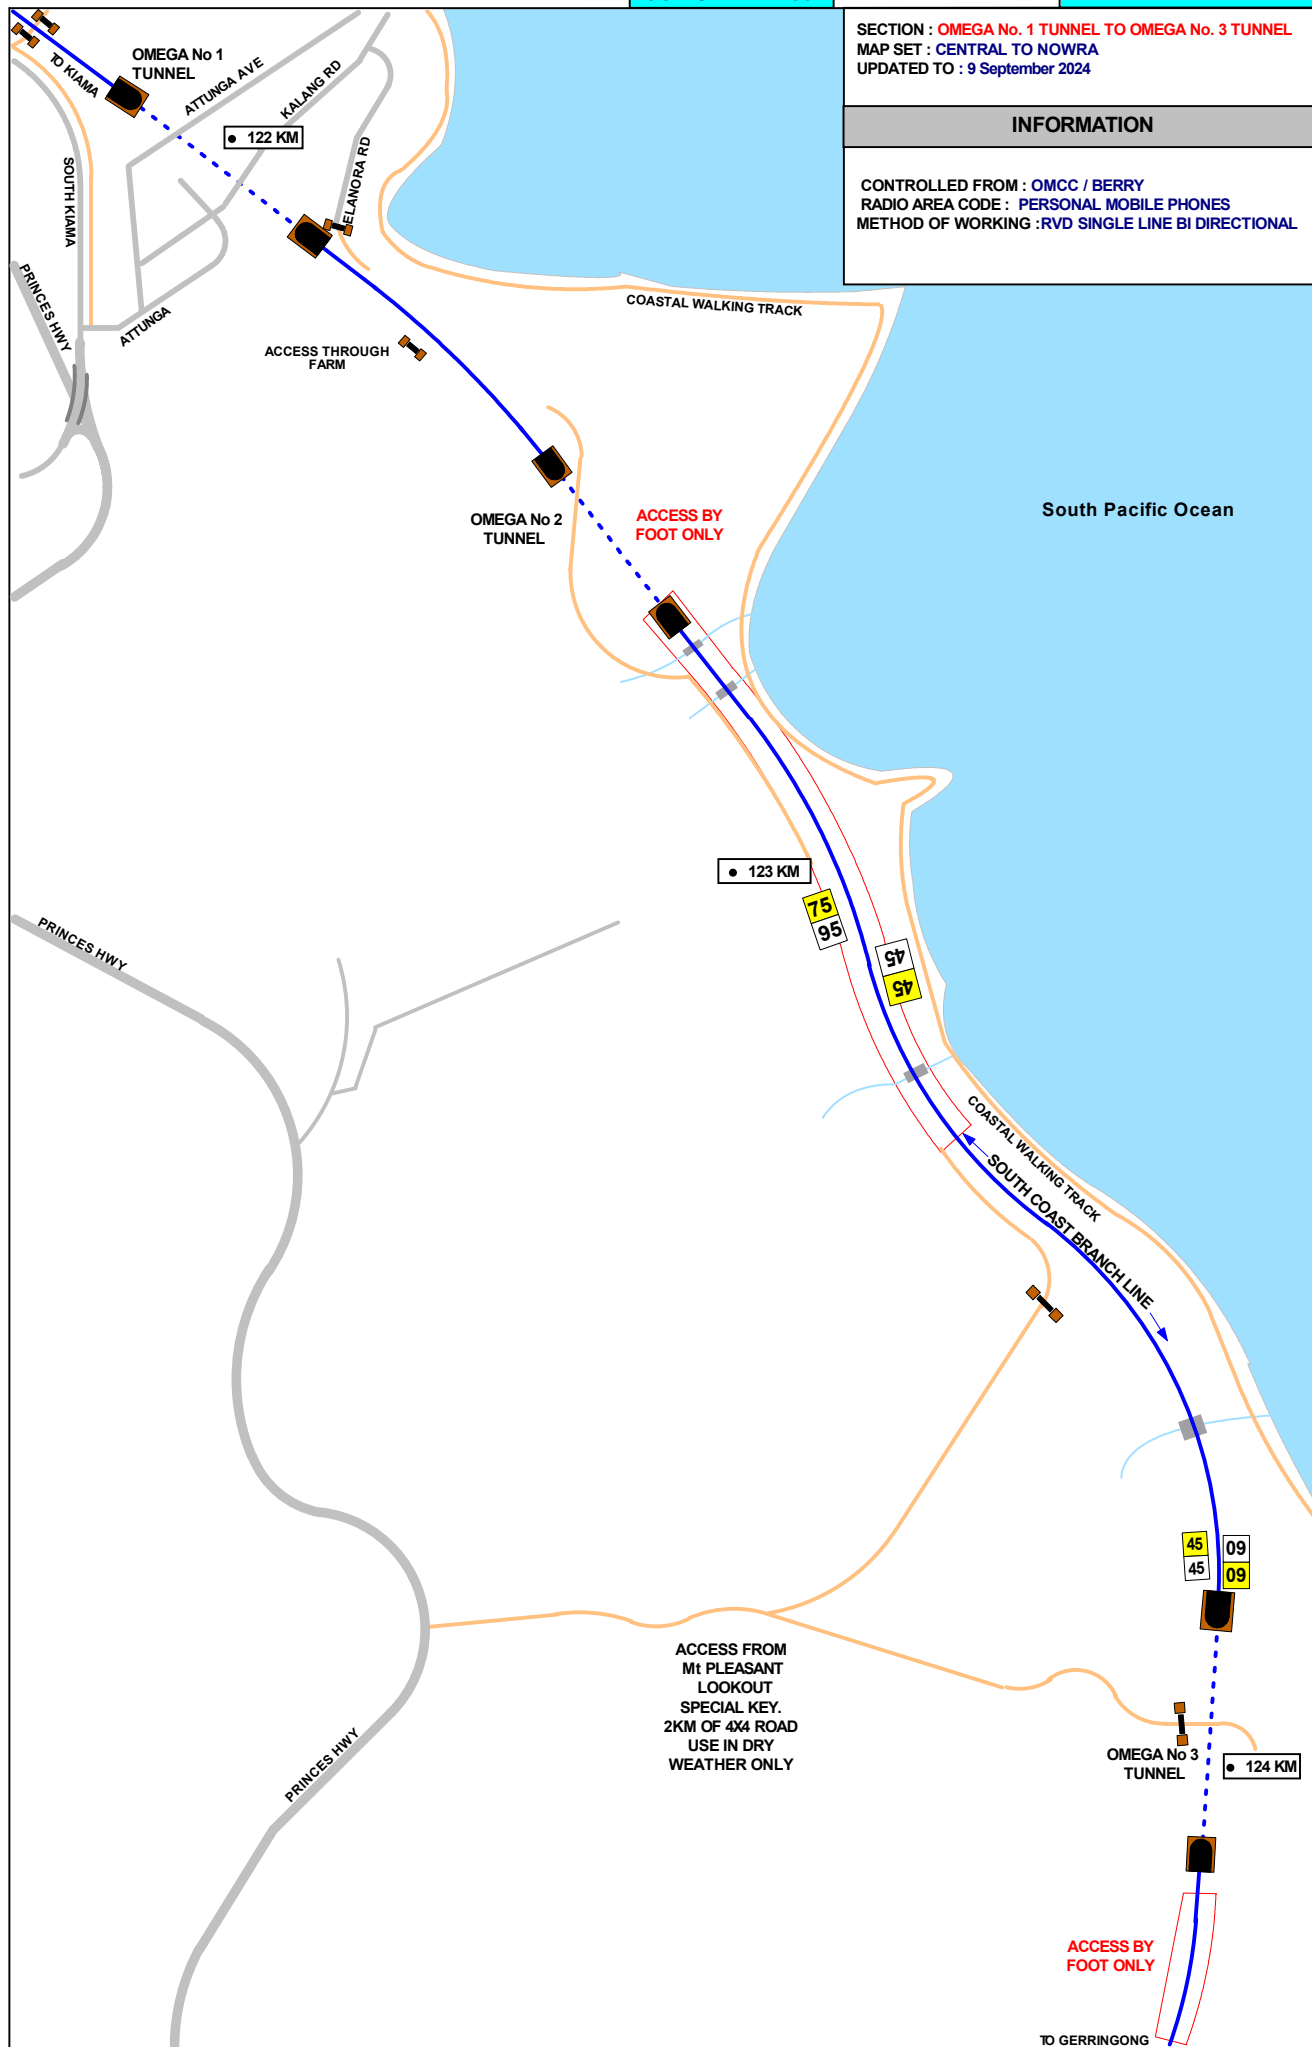 SECTION : OMEGA No. 1 TUNNEL TO OMEGA No. 3 TUNNEL
MAP SET : CENTRAL TO NOWRA
UPDATED TO : 9 September 2024
INFORMATION
CONTROLLED FROM : OMCC / BERRY
RADIO AREA CODE : PERSONAL MOBILE PHONES
METHOD OF WORKING :RVD SINGLE LINE BI DIRECTIONAL
OMEGA No 1
TUNNEL
TO KIAMA
ATTUNGA AVE
KALANG RD
122 KM
ELANORA RD
SOUTH KIAMA
PRINCES HWY
ATTUNGA
COASTAL WALKING TRACK
ACCESS THROUGH
FARM
South Pacific Ocean
OMEGA No 2
TUNNEL
ACCESS BY
FOOT ONLY
123 KM
75
95
45
45
PRINCES HWY
COASTAL WALKING TRACK
SOUTH COAST BRANCH LINE
45
45
60
60
ACCESS FROM
Mt PLEASANT
LOOKOUT
SPECIAL KEY.
2KM OF 4X4 ROAD
USE IN DRY
WEATHER ONLY
PRINCES HWY
OMEGA No 3
TUNNEL
124 KM
ACCESS BY
FOOT ONLY
TO GERRINGONG